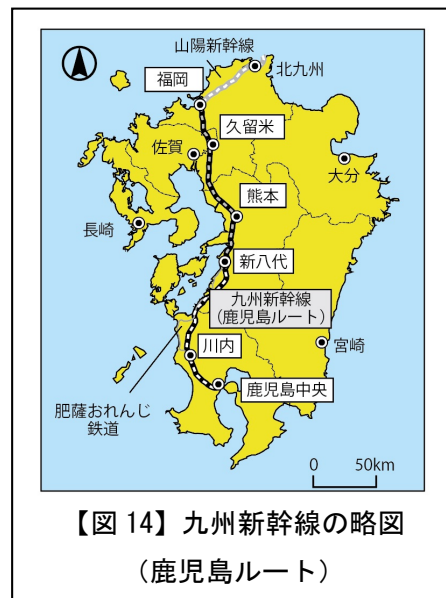 山陽新幹線
北九州
福岡
久留米
佐賀
大分
熊本
長崎
新八代
九州新幹線
(鹿児島ルート)
宮崎
川内
鹿児島中央
肥薩おれんじ
鉄道
0 50km
【図 14】九州新幹線の略図
(鹿児島ルート)